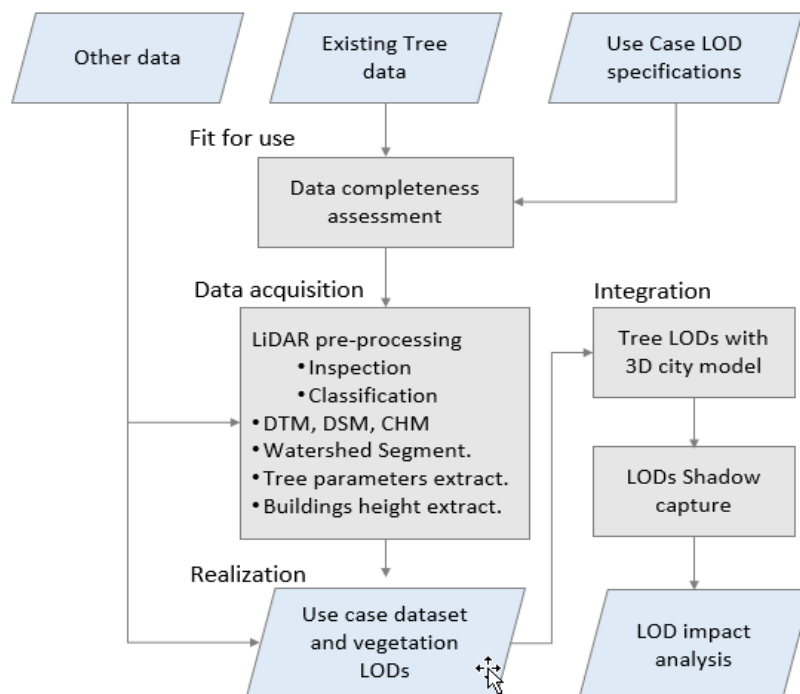 Other data
Existing Tree
data
Use Case LOD
specifications
Fit for use
Data completeness
assessment
Data acquisition
LiDAR pre-processing
• Inspection
• Classification
• DTM, DSM, CHM
• Watershed Segment.
• Tree parameters extract.
• Buildings height extract.
Realization
Use case dataset
and vegetation
LODs
Integration
Tree LODs with
3D city model
LODs Shadow
capture
LOD impact
analysis